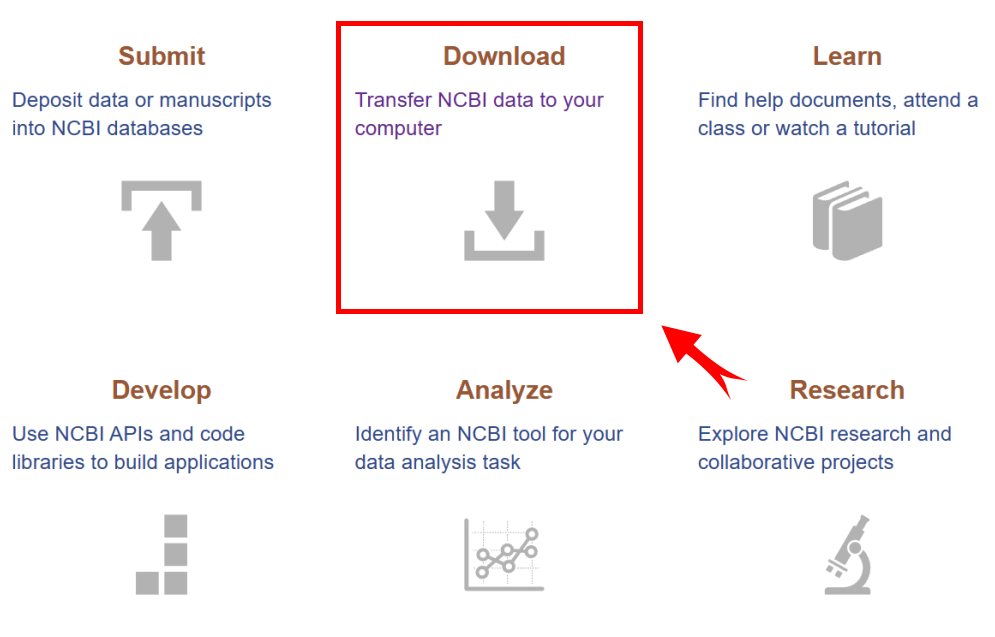 Submit
Deposit data or manuscripts
into NCBI databases
Download
Transfer NCBI data to your
computer
Learn
Find help documents, attend a
class or watch a tutorial
Develop
Use NCBI APIs and code
libraries to build applications
Analyze
Identify an NCBI tool for your
data analysis task
Research
Explore NCBI research and
collaborative projects